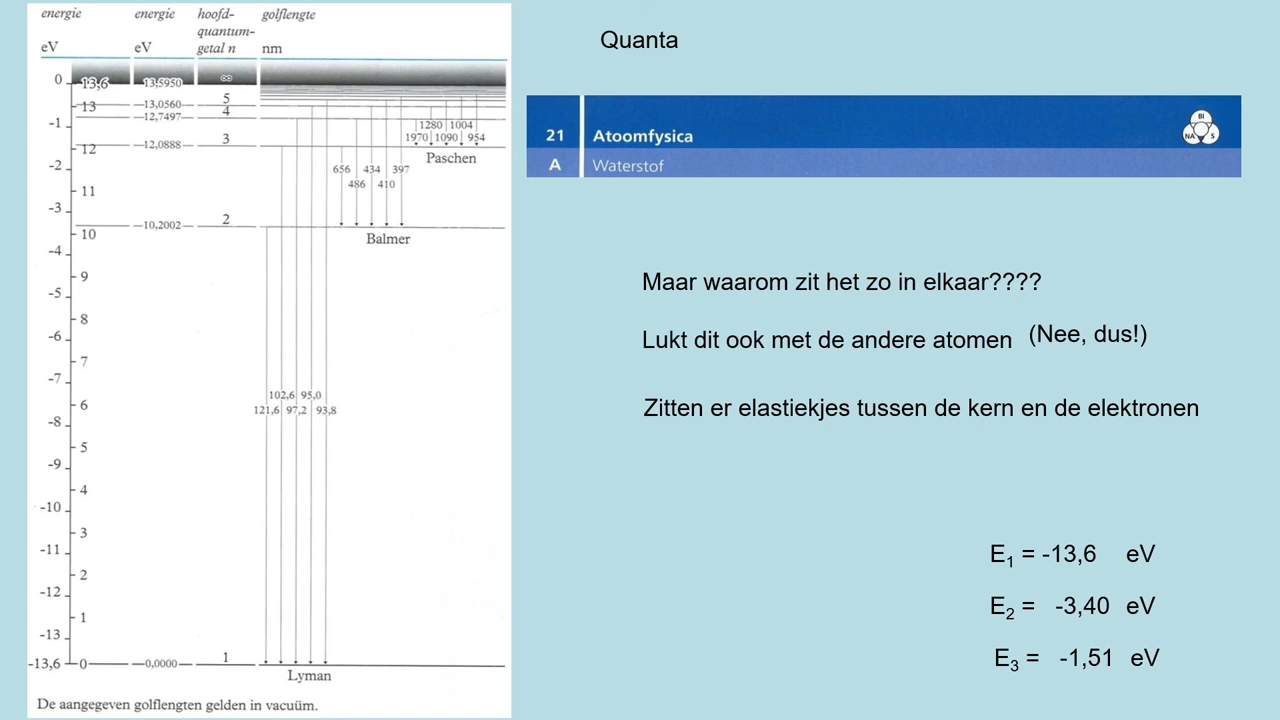 energie energie hoofd- golflengte
quantum-
eV eV getal n nm
0 13,6 13,5950 ∞
5
13 13,0560
4
-1 12,7497
1280 1004
3 1970 1090 954
12 12,0888
Paschen
-2 656 434 397
486 410
11
-3
2
10,2002
10 Balmer
-4
9
-5
8
-6
7
-7
102,6 95,0
6 121,6 97,2 93,8
-8
5
-9
4
-10
3
-11
2
-12
1
-13
1
-13,6 0 0,0000
Lyman
De aangegeven golflengten gelden in vacuüm.
Quanta
21 Atoomfysica
BI
NA S
A Waterstof
Maar waarom zit het zo in elkaar????
Lukt dit ook met de andere atomen (Nee, dus!)
Zitten er elastiekjes tussen de kern en de elektronen
E1 = -13,6 eV
E2 = -3,40 eV
E3 = -1,51 eV